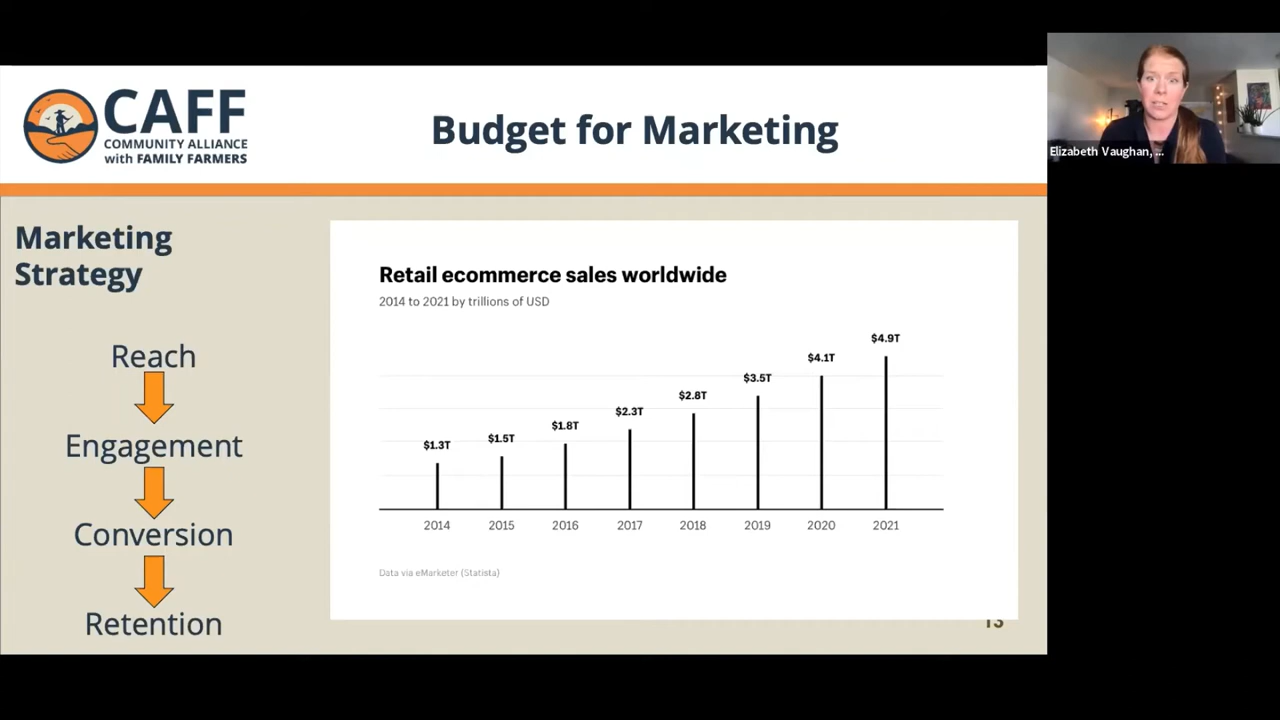 CAFF
COMMUNITY ALLIANCE
with FAMILY FARMERS
Budget for Marketing
Elizabeth Vaughan, ...
Marketing
Strategy
Reach
Engagement
Conversion
Retention
Retail ecommerce sales worldwide
2014 to 2021 by trillions of USD
$1.3T
$1.5T
$1.8T
$2.3T
$2.8T
$3.5T
$4.1T
$4.9T
2014 2015 2016 2017 2018 2019 2020 2021
Data via eMarketer (Statista)
13